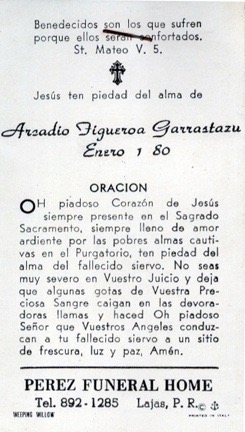 Benedecidos son los que sufren
porque ellos seran confortados.
St. Mateo V. 5.
Jesús ten piedad del alma de
Arzadio Figueroa Garrastazu
Enero 1 80
ORACION
OH piadoso Corazón de Jesús
siempre presente en el Sagrado
Sacramento, siempre lleno de amor
ardiente por las pobres almas cauti-
vas en el Purgatorio, ten piedad del
alma del fallecido siervo. No seas
muy severo en Vuestro Juicio y deja
que algunas gotas de Vuestra Pre-
ciosa Sangre caigan en las devora-
doras llamas y haced Oh piadoso
Señor que Vuestros Angeles conduz-
can a tu fallecido siervo a un sitio
de frescura, luz y paz, Amén.
PEREZ FUNERAL HOME
Tel. 892-1285 Lajas, P. R.
WEEPING WILLOW
PRINTED IN ITALY